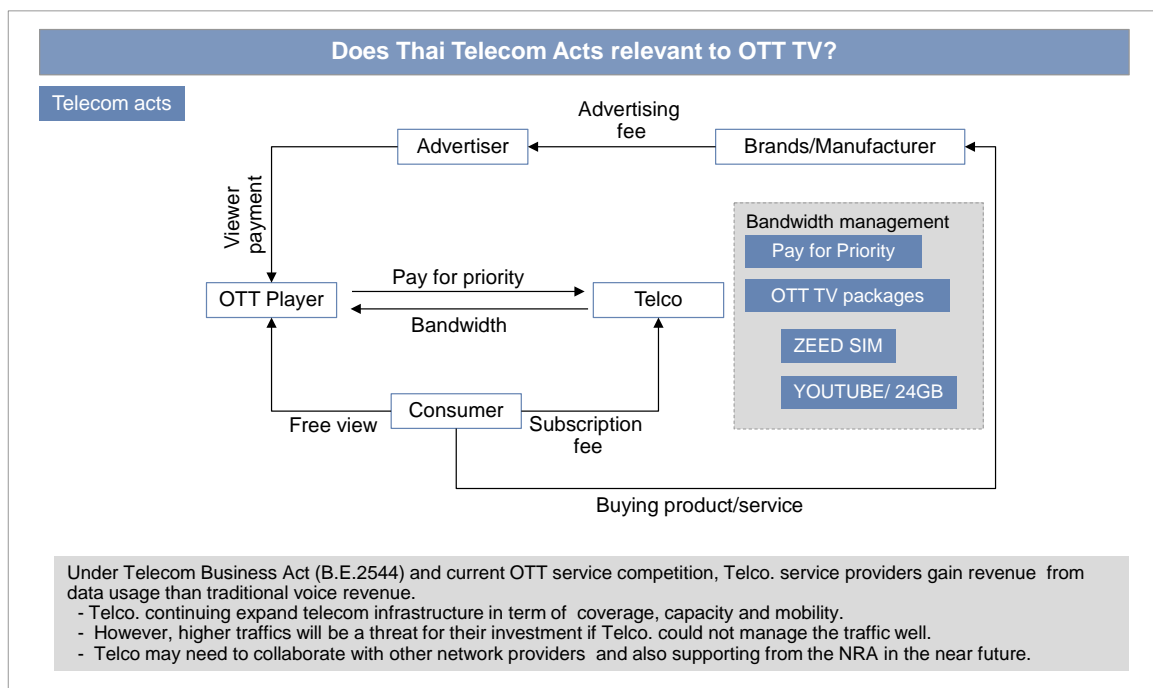 Does Thai Telecom Acts relevant to OTT TV?
Telecom acts
Advertising
fee
Advertiser
Brands/Manufacturer
Viewer
payment
Bandwidth management
Pay for Priority
OTT TV packages
ZEED SIM
YOUTUBE/ 24GB
OTT Player
Pay for priority
Bandwidth
Telco
Consumer
Free view
Subscription
fee
Buying product/service
Under Telecom Business Act (B.E.2544) and current OTT service competition, Telco. service providers gain revenue from
data usage than traditional voice revenue.
- Telco. continuing expand telecom infrastructure in term of coverage, capacity and mobility.
- However, higher traffics will be a threat for their investment if Telco. could not manage the traffic well.
- Telco may need to collaborate with other network providers and also supporting from the NRA in the near future.